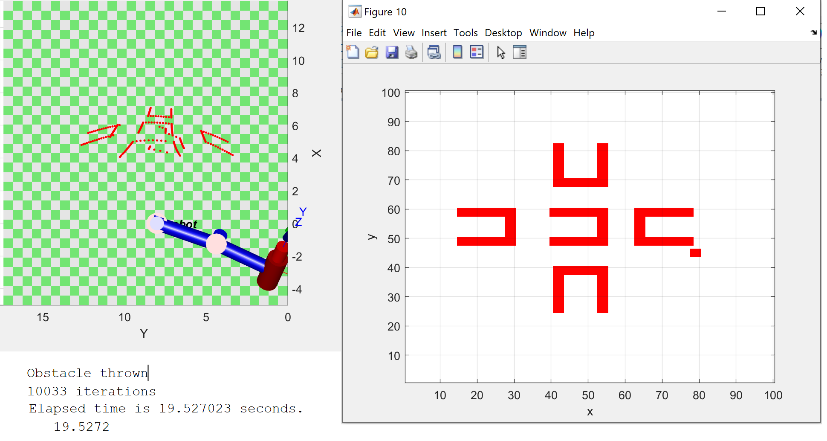 Figure 10
File Edit View Insert Tools Desktop Window Help
12
10
8
6
4
2
0
-2
-4
X
Y
Z
15 10 5 0
Y
100
90
80
70
60
50
40
30
20
10
y
10 20 30 40 50 60 70 80 90 100
x
Obstacle thrown
10033 iterations
Elapsed time is 19.527023 seconds.
19.5272